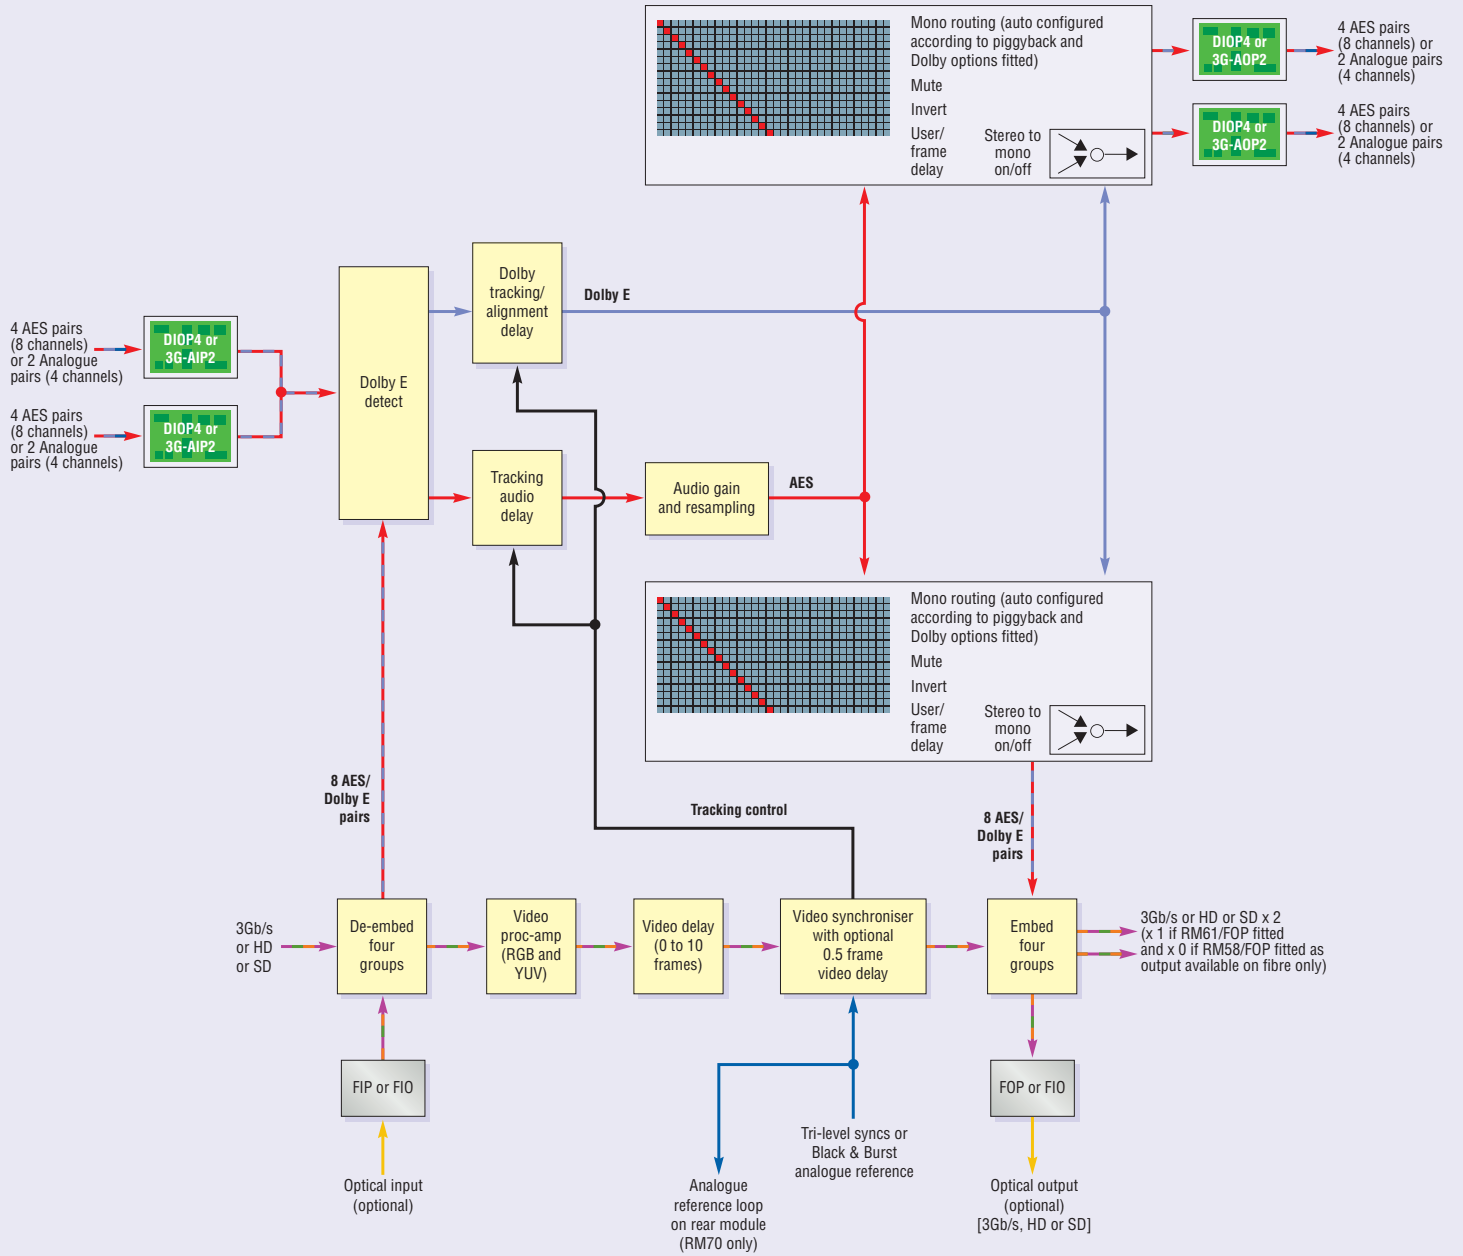 Mono routing (auto configured
according to piggyback and
Dolby options fitted)
Mute
Invert
User/
frame
delay
Stereo to
mono
on/off
DIOP4 or
3G-AOP2
4 AES pairs
(8 channels) or
2 Analogue pairs
(4 channels)
DIOP4 or
3G-AOP2
4 AES pairs
(8 channels) or
2 Analogue pairs
(4 channels)
Dolby
tracking/
alignment
delay
Dolby E
4 AES pairs
(8 channels)
or 2 Analogue
pairs (4 channels)
DIOP4 or
3G-AIP2
4 AES pairs
(8 channels)
or 2 Analogue
pairs (4 channels)
DIOP4 or
3G-AIP2
Dolby E
detect
Tracking
audio
delay
Audio gain
and resampling
AES
Mono routing (auto configured
according to piggyback and
Dolby options fitted)
Mute
Invert
User/
frame
delay
Stereo to
mono
on/off
8 AES/
Dolby E
pairs
Tracking control
8 AES/
Dolby E
pairs
3Gb/s
or HD
or SD
De-embed
four
groups
Video
proc-amp
(RGB and
YUV)
Video delay
(0 to 10
frames)
Video synchroniser
with optional
0.5 frame
video delay
Embed
four
groups
3Gb/s or HD or SD x 2
(x 1 if RM61/FOP fitted
and x 0 if RM58/FOP fitted as
output available on fibre only)
FIP or FIO
FOP or FIO
Optical input
(optional)
Analogue
reference loop
on rear module
(RM70 only)
Tri-level syncs or
Black & Burst
analogue reference
Optical output
(optional)
[3Gb/s, HD or SD]